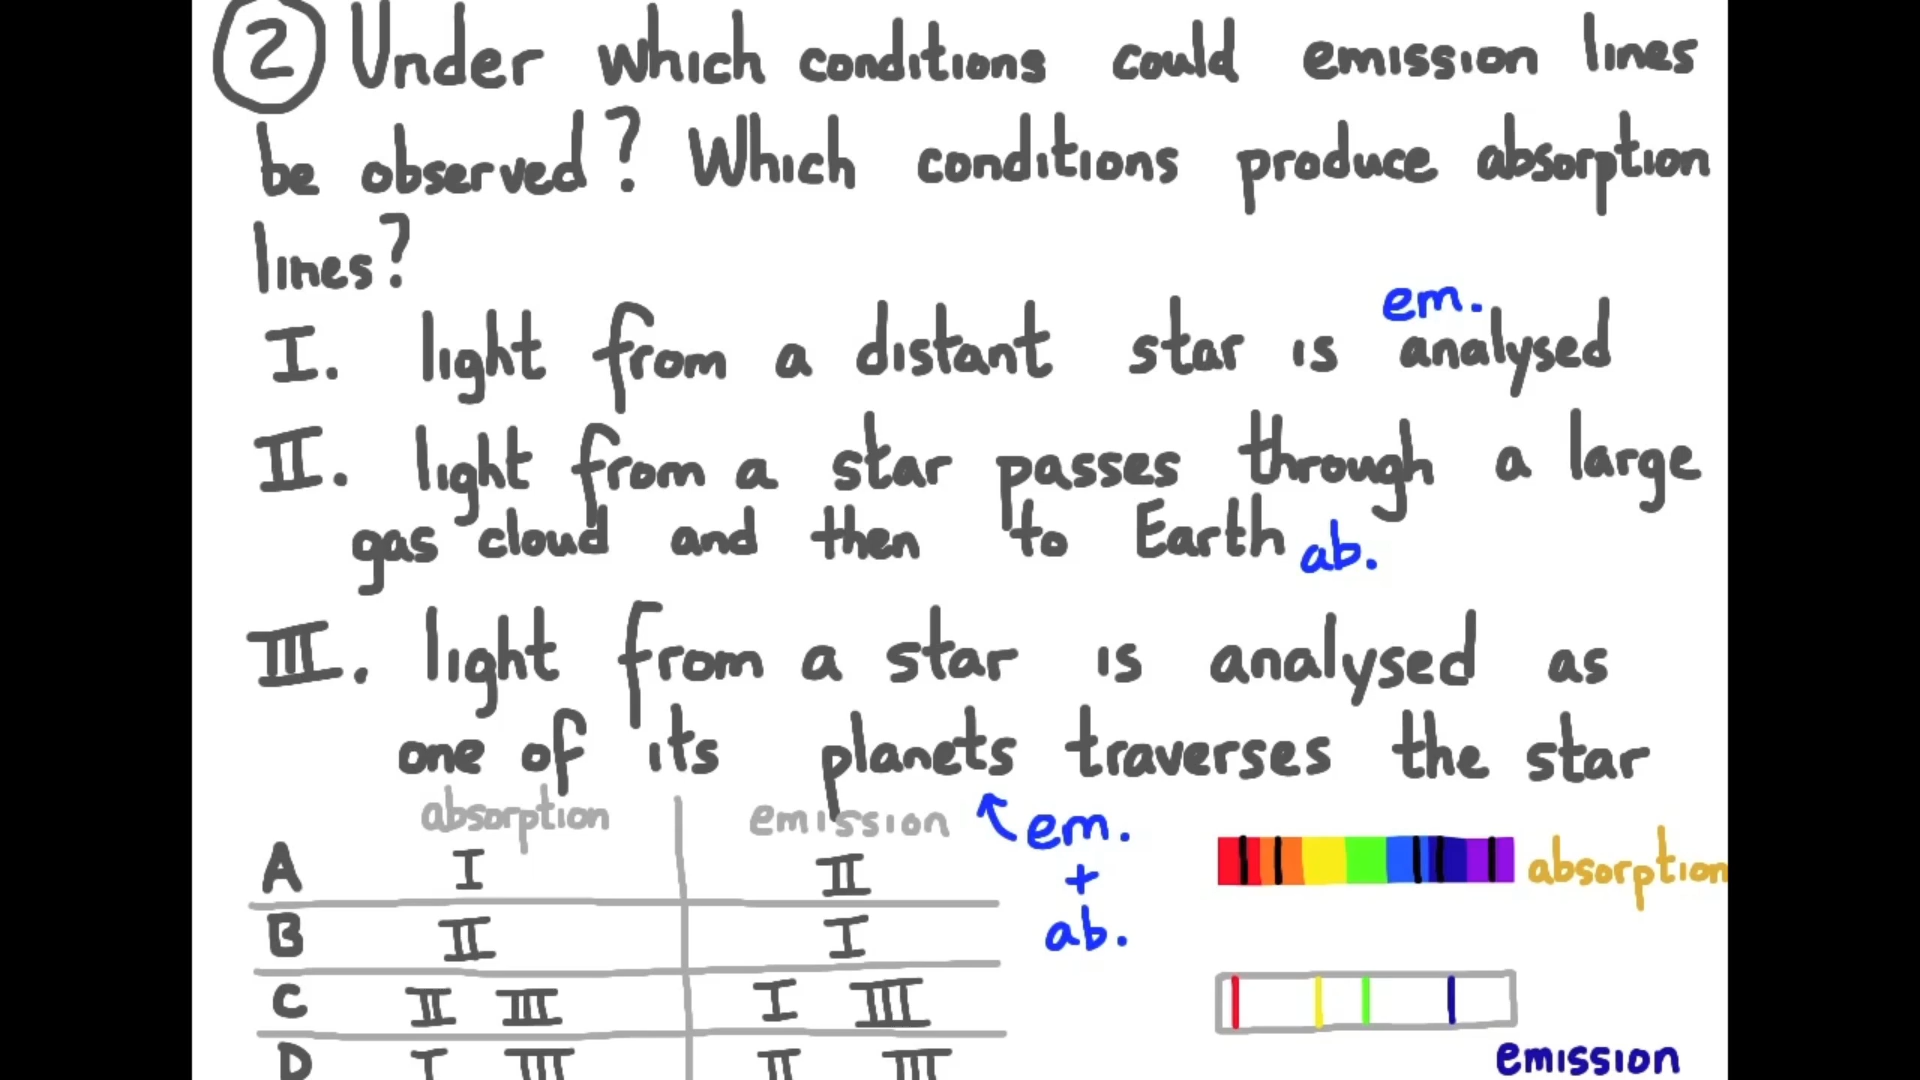 2 Under which conditions could emission lines
be observed? Which conditions produce absorption
lines?
em.
I. light from a distant star is analysed
II. light from a star passes through a large
gas cloud and then to Earth ab.
III. light from a star is analysed as
one of its planets traverses the star
absorption emission em.
+
ab.
A I II
B II I
C II III I III
D I III II III
absorption
emission